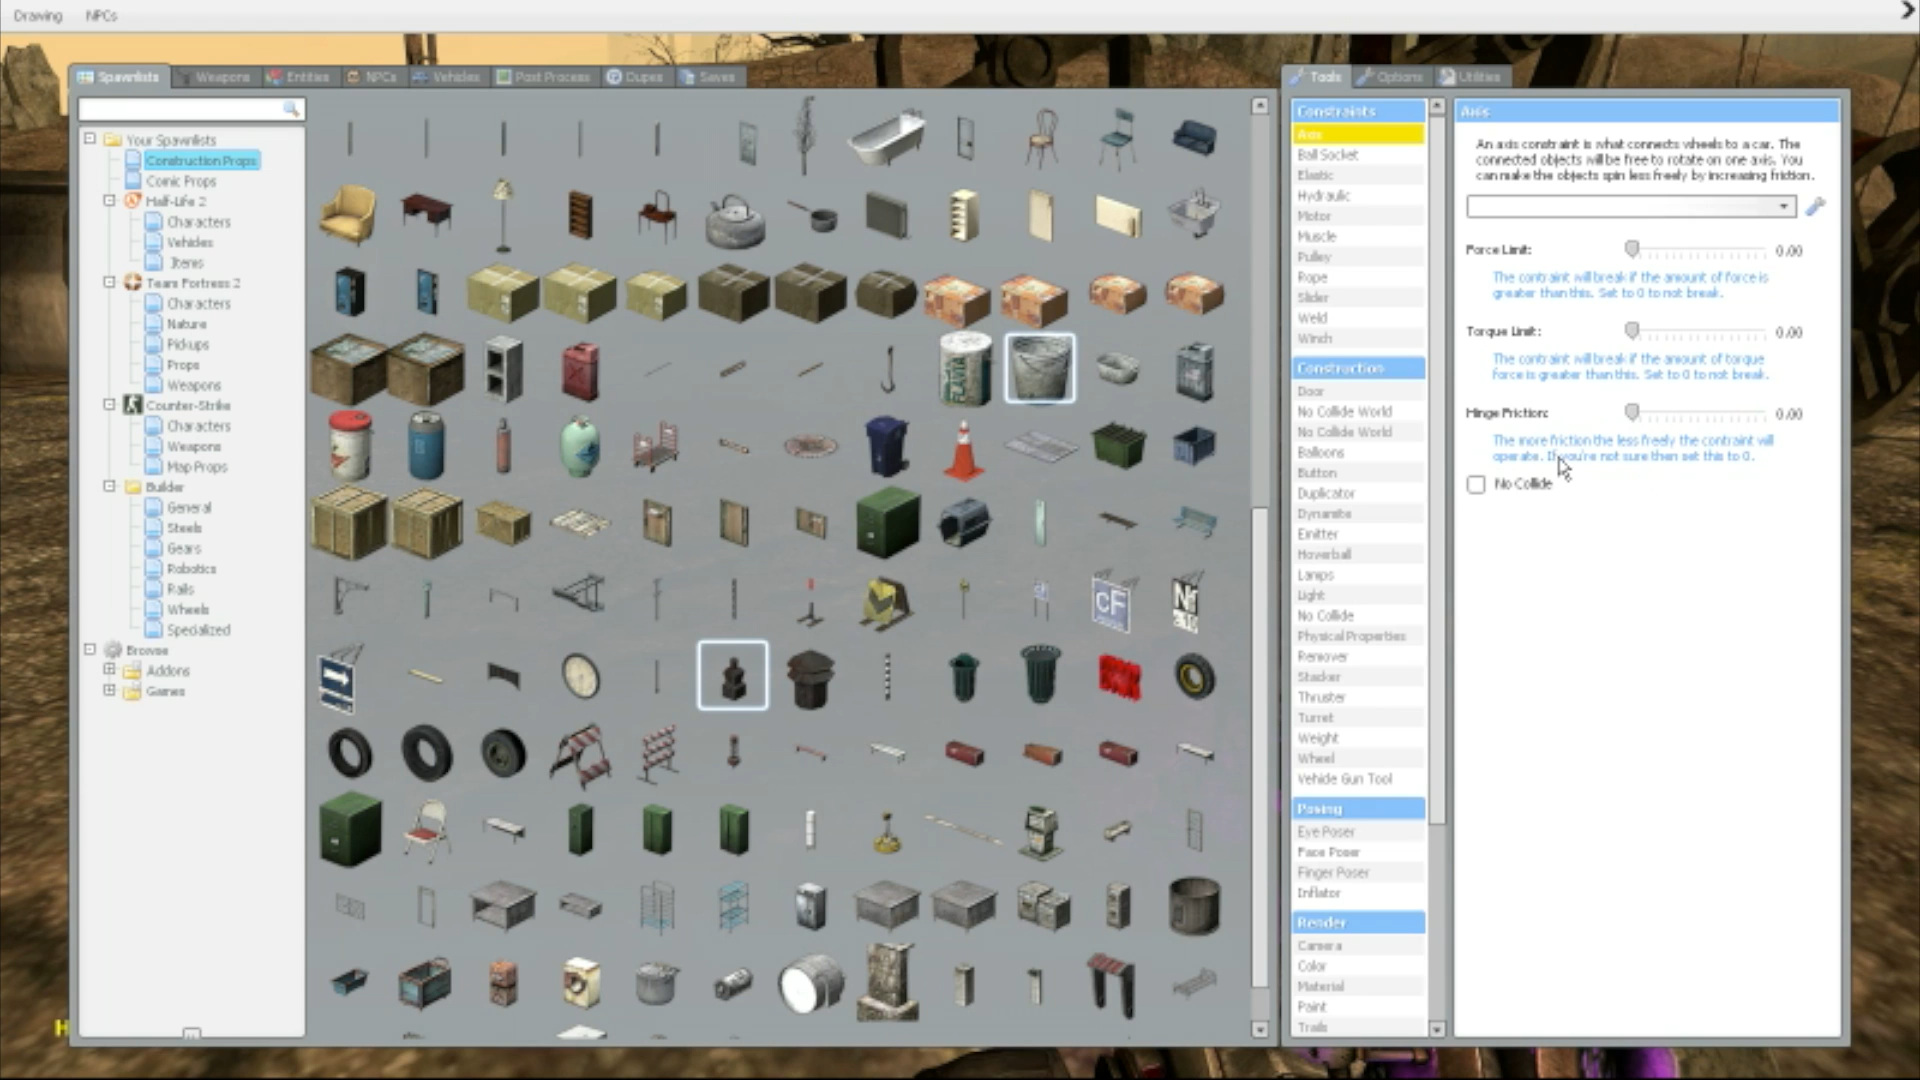 Drawing NPCs
Spawnlists Weapons Entities NPCs Vehicles Post Process Dupes Saves
Tools Options Utilities
Your Spawnlists
Construction Props
Comic Props
Half-Life 2
Characters
Vehicles
Items
Team Fortress 2
Characters
Nature
Pickups
Props
Weapons
Counter-Strike
Characters
Weapons
Map Props
Builder
General
Steels
Gears
Robotics
Rails
Wheels
Specialized
Browse
Addons
Games
cF
Constraints
Axis
Ball Socket
Elastic
Hydraulic
Motor
Muscle
Pulley
Rope
Slider
Weld
Winch
Construction
Door
No Collide World
No Collide World
Balloons
Button
Duplicator
Dynamite
Emitter
Hoverball
Lamps
Light
No Collide
Physical Properties
Remover
Stacker
Thruster
Turret
Weight
Wheel
Vehicle Gun Tool
Posing
Eye Poser
Face Poser
Finger Poser
Inflator
Render
Camera
Color
Material
Paint
Trails
Axis
An axis constraint is what connects wheels to a car. The
connected objects will be free to rotate on one axis. You
can make the objects spin less freely by increasing friction.
Force Limit: 0.00
The contraint will break if the amount of force is
greater than this. Set to 0 to not break.
Torque Limit: 0.00
The contraint will break if the amount of torque
force is greater than this. Set to 0 to not break.
Hinge Friction: 0.00
The more friction the less freely the contraint will
operate. If you're not sure then set this to 0.
No Collide
H